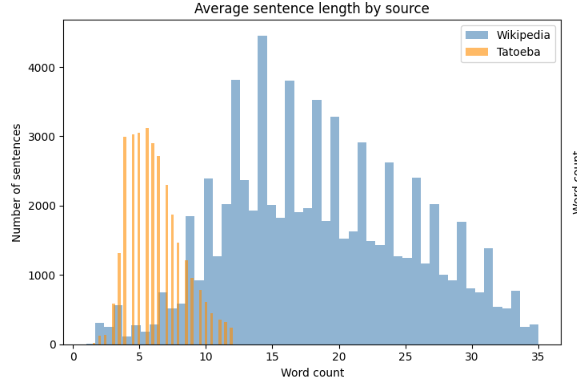 Average sentence length by source
Wikipedia
Tatoeba
Number of sentences
4000
3000
2000
1000
0
0 5 10 15 20 25 30 35
Word count
Word count